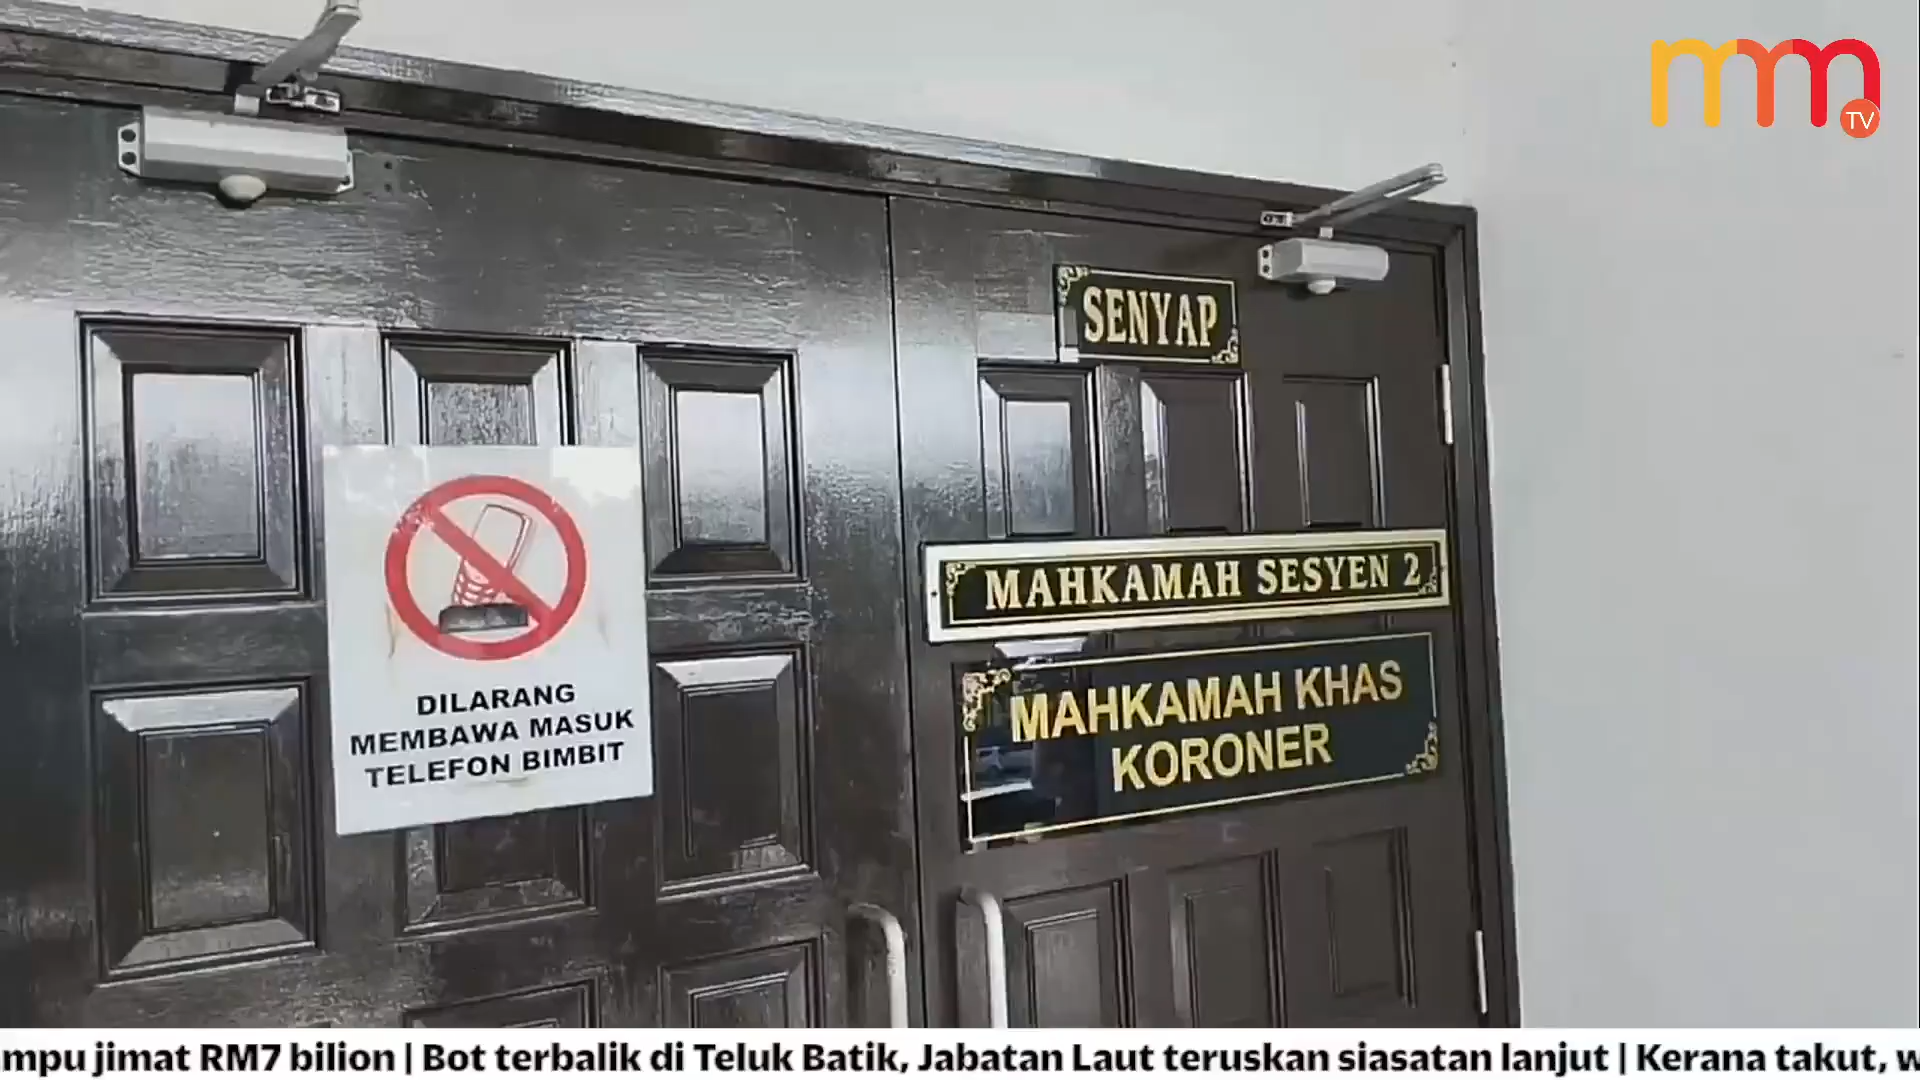 mm
TV
SENYAP
MAHKAMAH SESYEN 2
MAHKAMAH KHAS
KORONER
DILARANG
MEMBAWA MASUK
TELEFON BIMBIT
jimat RM7 bilion | Bot terbalik di Teluk Batik, Jabatan Laut teruskan siasatan lanjut | Kerana takut,